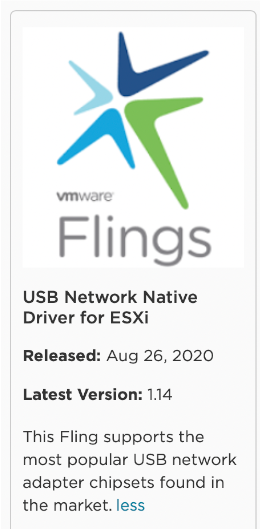 vmware
Flings
USB Network Native
Driver for ESXi
Released: Aug 26, 2020
Latest Version: 1.14
This Fling supports the
most popular USB network
adapter chipsets found in
the market. less